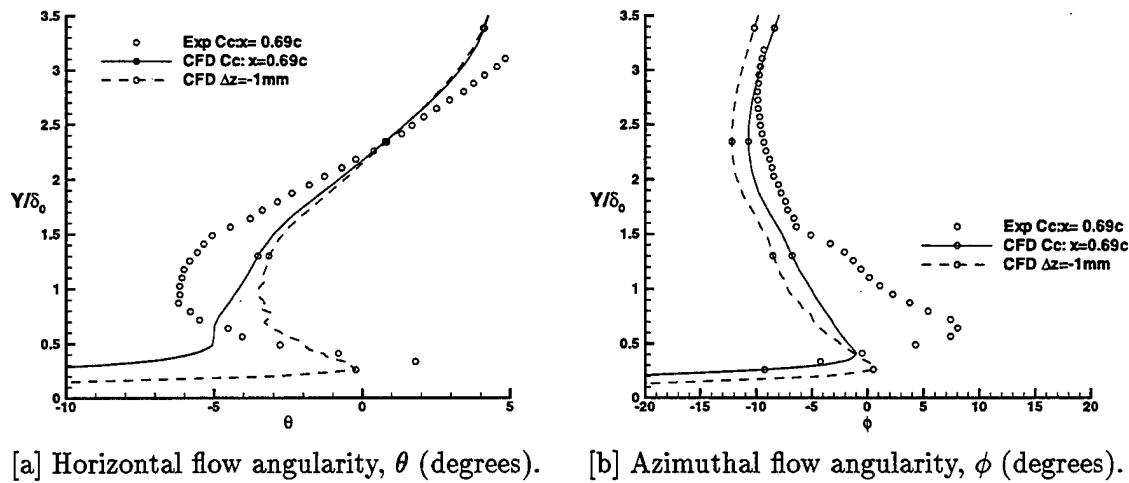 3.5
3
2.5
2
Y/δ₀
1.5
1
0.5
0
-10 -5 0 5
θ
Exp Cc:x= 0.69c
CFD Cc: x=0.69c
CFD Δz=-1mm
3.5
3
2.5
2
Y/δ₀
1.5
1
0.5
0
-20 -15 -10 -5 0 5 10 15 20
ϕ
Exp Cc:x= 0.69c
CFD Cc: x=0.69c
CFD Δz=-1mm
[a] Horizontal flow angularity, θ (degrees).
[b] Azimuthal flow angularity, ϕ (degrees).